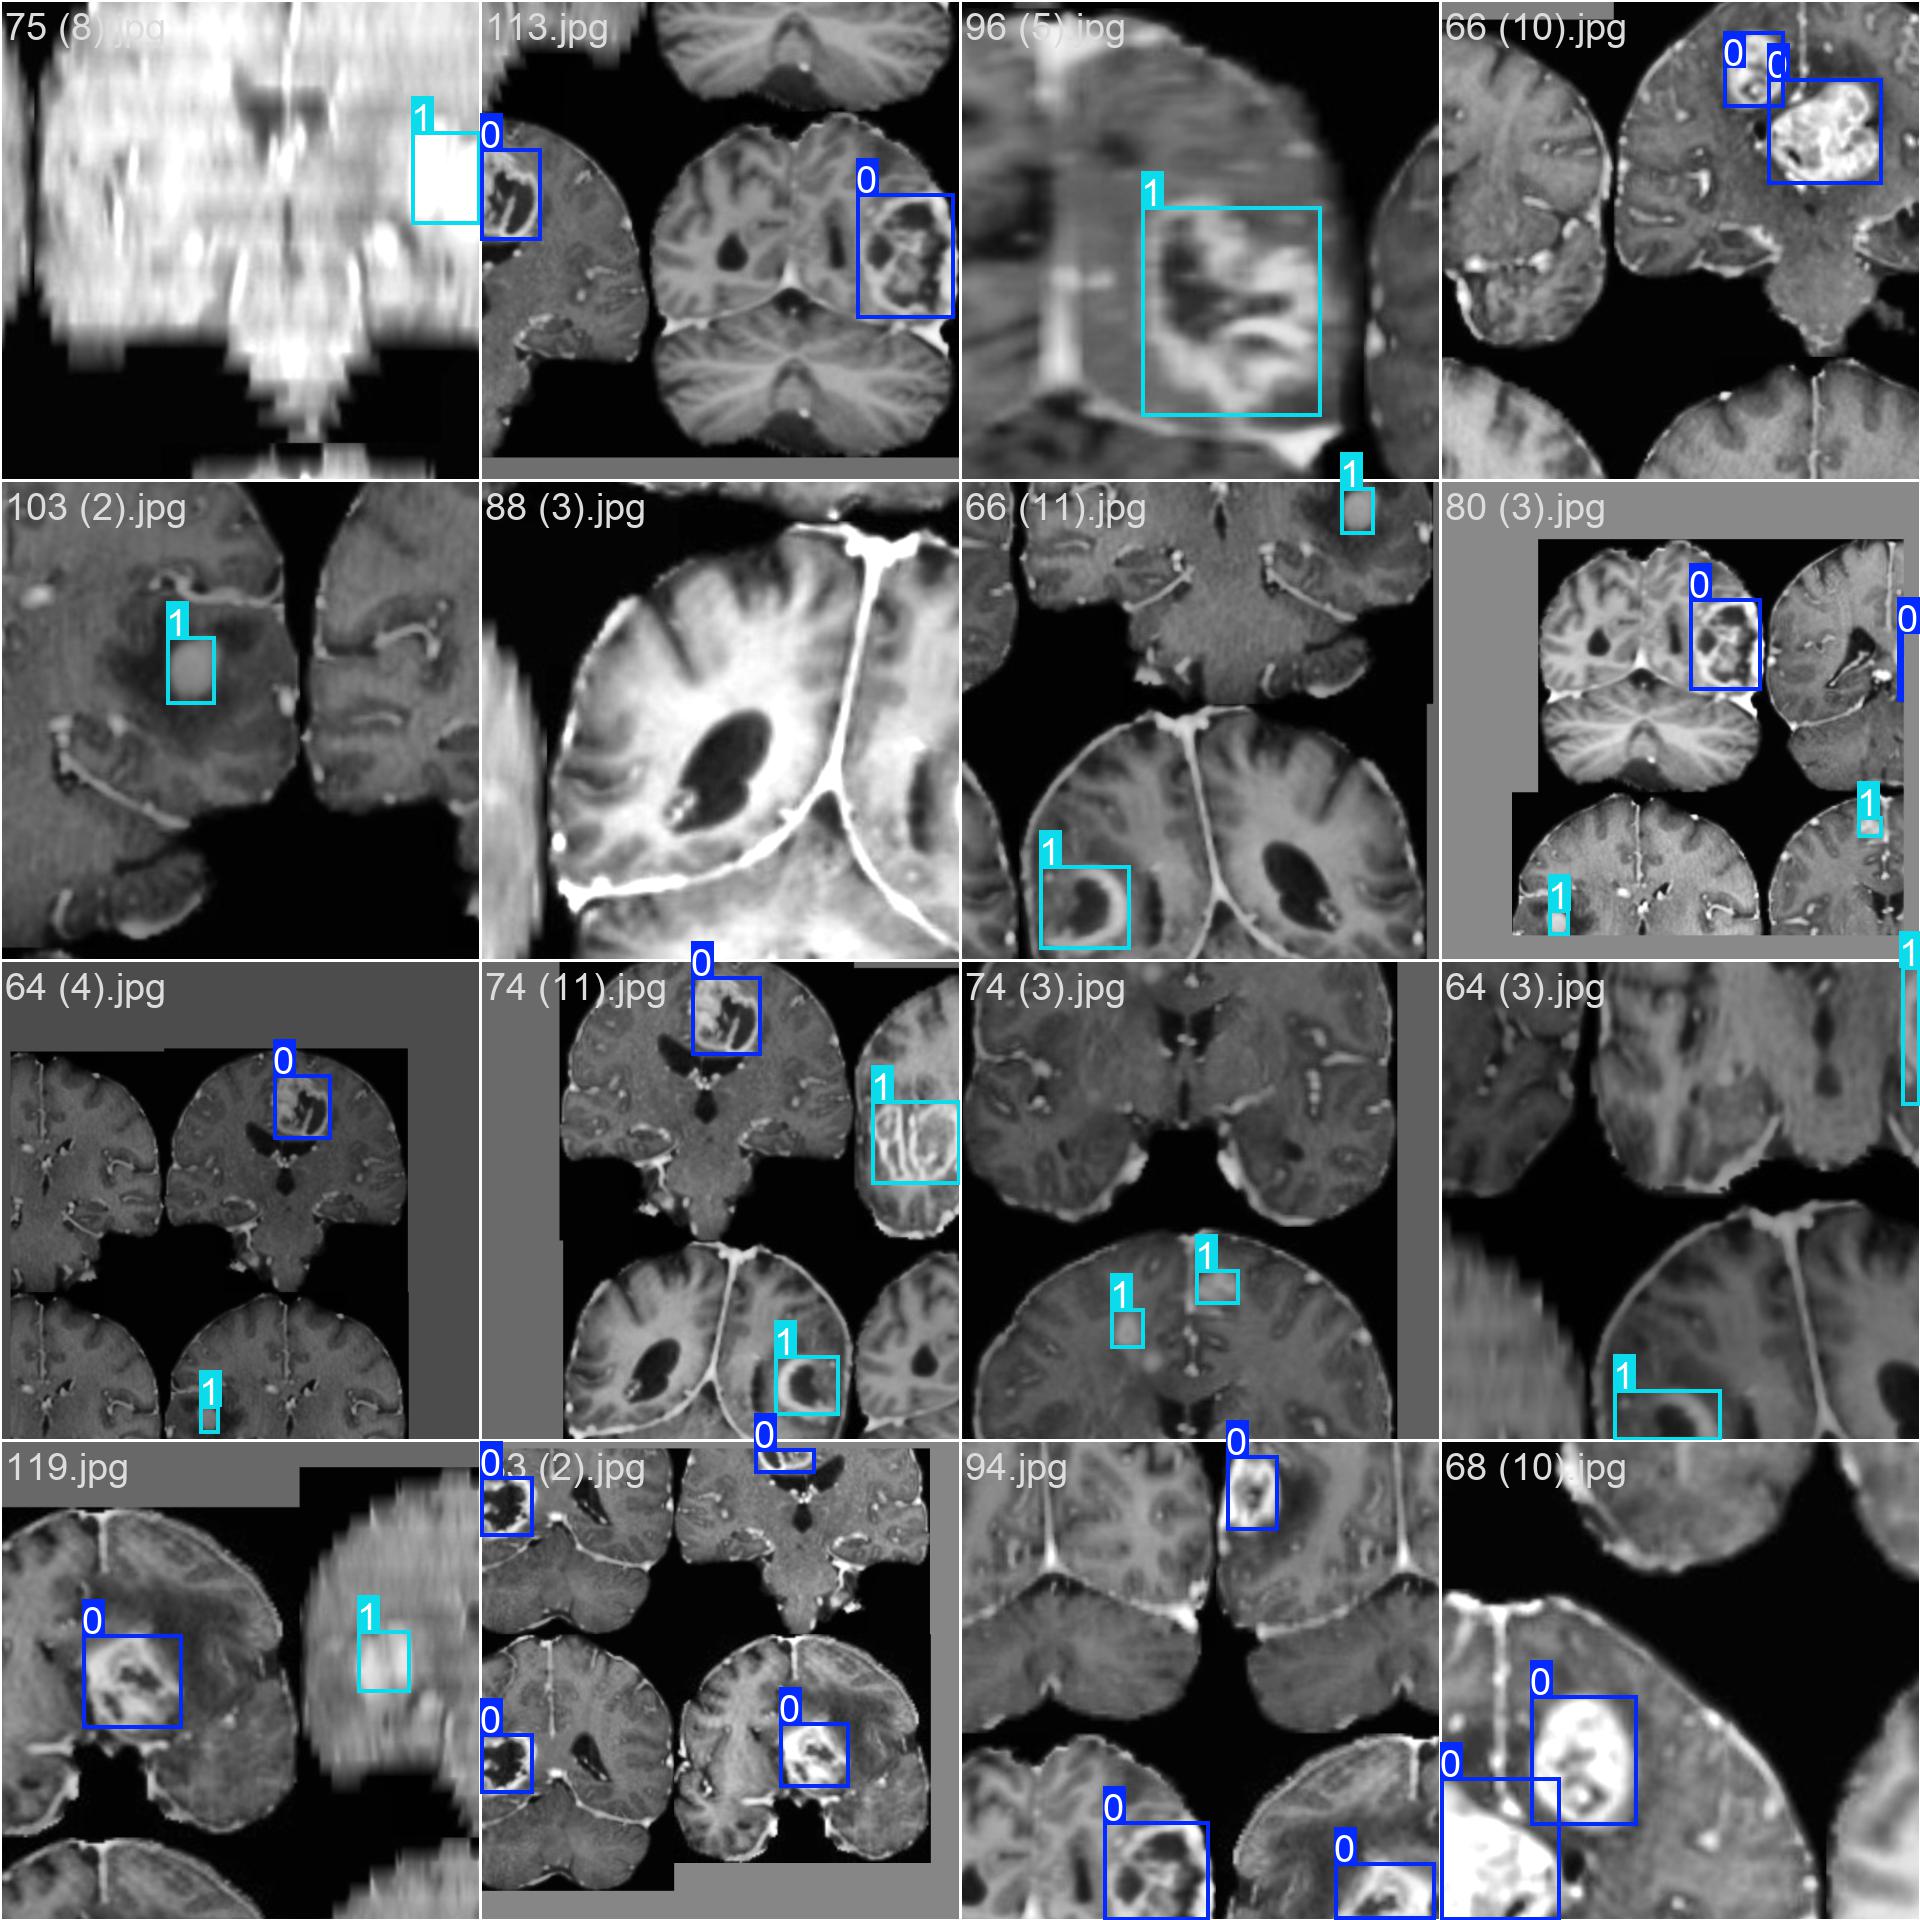 75 (8).jpg
113.jpg
96 (5).jpg
66 (10).jpg
1
0
0
1
0
0
103 (2).jpg
88 (3).jpg
66 (11).jpg
80 (3).jpg
1
1
1
0
0
1
1
64 (4).jpg
74 (11).jpg
74 (3).jpg
64 (3).jpg
0
1
0
1
1
1
1
1
1
119.jpg
3 (2).jpg
94.jpg
68 (10).jpg
0
1
0
0
0
0
0
0
0
0
0